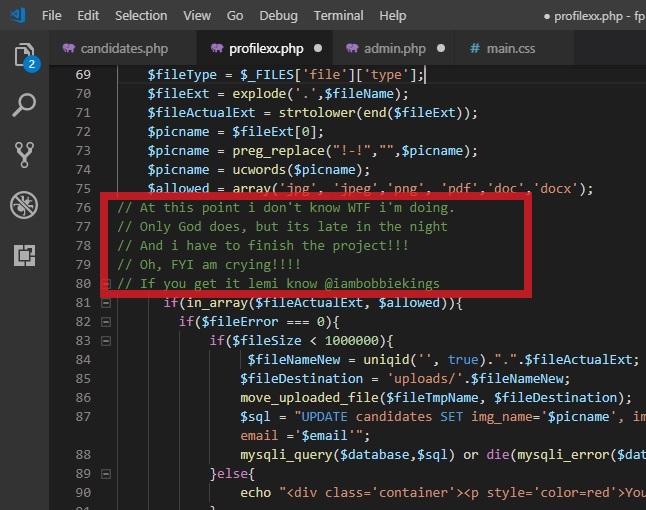 File Edit Selection View Go Debug Terminal Help ● profilexx.php - fp
candidates.php profilexx.php ● admin.php ● # main.css
2
69 $fileType = $_FILES['file']['type'];
70 $fileExt = explode('.',$fileName);
71 $fileActualExt = strtolower(end($fileExt));
72 $picname = $fileExt[0];
73 $picname = preg_replace("!-!","",$picname);
74 $picname = ucwords($picname);
75 $allowed = array('jpg', 'jpeg','png', 'pdf','doc','docx');
76 // At this point i don't know WTF i'm doing.
77 // Only God does, but its late in the night
78 // And i have to finish the project!!!
79 // Oh, FYI am crying!!!!
80 // If you get it lemi know @iambobbiekings
81 if(in_array($fileActualExt, $allowed)){
82 if($fileError === 0){
83 if($fileSize < 1000000){
84 $fileNameNew = uniqid('', true).".".$fileActualExt;
85 $fileDestination = 'uploads/'.$fileNameNew;
86 move_uploaded_file($fileTmpName, $fileDestination);
87 $sql = "UPDATE candidates SET img_name='$picname', im
email ='$email'";
88 mysqli_query($database,$sql) or die(mysqli_error($dat
89 }else{
90 echo "<div class='container'><p style='color=red'>You
}